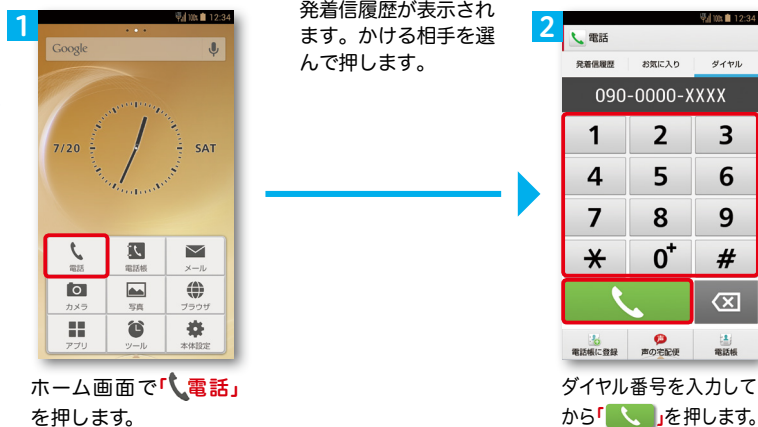 1
100% 12:34
Google
7/20 SAT
電話 電話帳 メール
カメラ 写真 ブラウザ
アプリ ツール 本体設定
ホーム画面で「電話」
を押します。
発着信履歴が表示され
ます。かける相手を選
んで押します。
2
100% 12:34
電話
発着信履歴 お気に入り ダイヤル
090-0000-XXXX
1 2 3
4 5 6
7 8 9
* 0+ #
電話帳に登録 声の宅配便 電話帳
ダイヤル番号を入力して
から「」を押します。